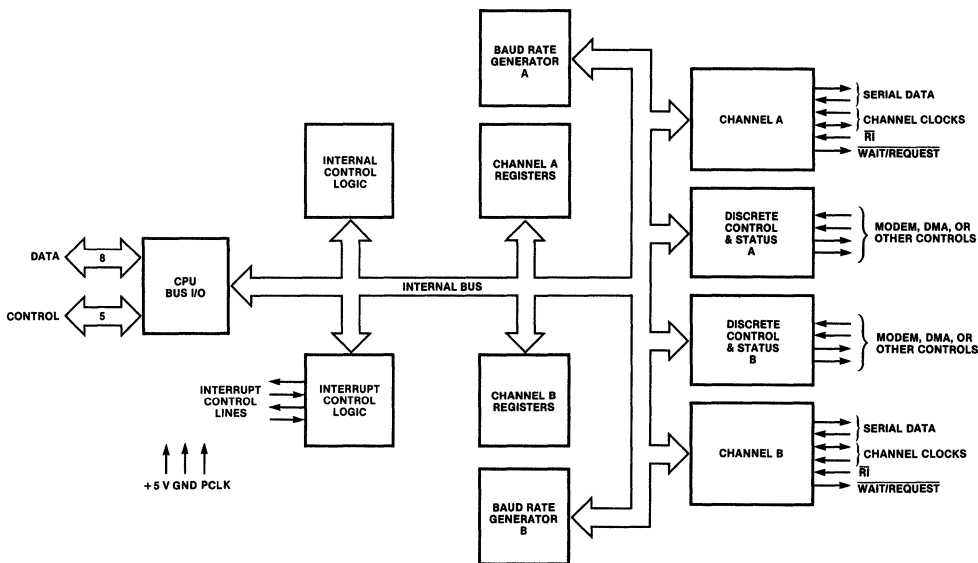 BAUD RATE
GENERATOR
A
CHANNEL A
SERIAL DATA
CHANNEL CLOCKS
RI
WAIT/REQUEST
INTERNAL
CONTROL
LOGIC
CHANNEL A
REGISTERS
DISCRETE
CONTROL
& STATUS
A
MODEM, DMA, OR
OTHER CONTROLS
DATA
8
CPU
BUS I/O
INTERNAL BUS
CONTROL
5
DISCRETE
CONTROL
& STATUS
B
MODEM, DMA, OR
OTHER CONTROLS
INTERRUPT
CONTROL
LINES
INTERRUPT
CONTROL
LOGIC
CHANNEL B
REGISTERS
CHANNEL B
SERIAL DATA
CHANNEL CLOCKS
RI
WAIT/REQUEST
+5 V GND PCLK
BAUD RATE
GENERATOR
B